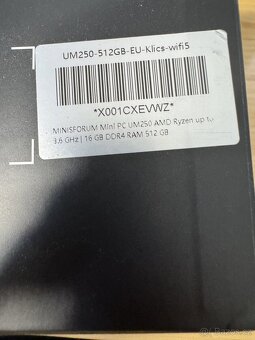 UM250-512GB-EU-Klics-wifi5
*X001CXEVWZ*
MINISFORUM Mini PC UM250 AMD Ryzen up to
3.6 GHz | 16 GB DDR4 RAM 512 GB